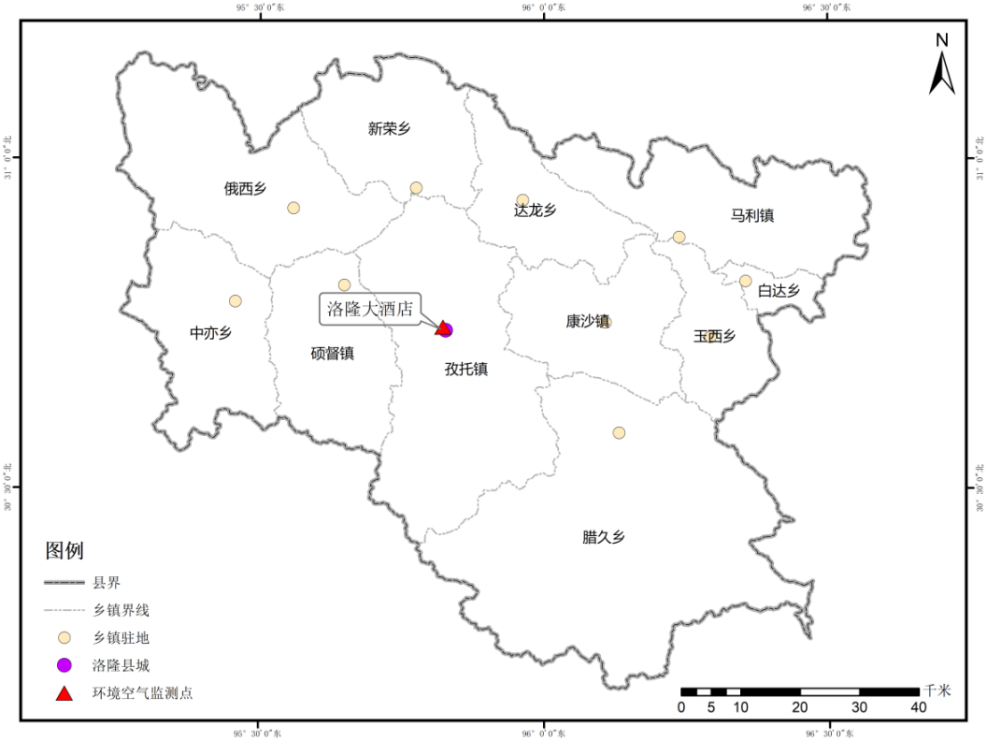 95° 30′ 0″东
96° 0′ 0″东
96° 30′ 0″东
N
31° 0′ 0″北
31° 0′ 0″北
新荣乡
俄西乡
达龙乡
马利镇
白达乡
洛隆大酒店
康沙镇
玉西乡
中亦乡
硕督镇
孜托镇
30° 30′ 0″北
30° 30′ 0″北
腊久乡
图例
县界
乡镇界线
乡镇驻地
洛隆县城
环境空气监测点
千米
0 5 10 20 30 40
95° 30′ 0″东
96° 0′ 0″东
96° 30′ 0″东